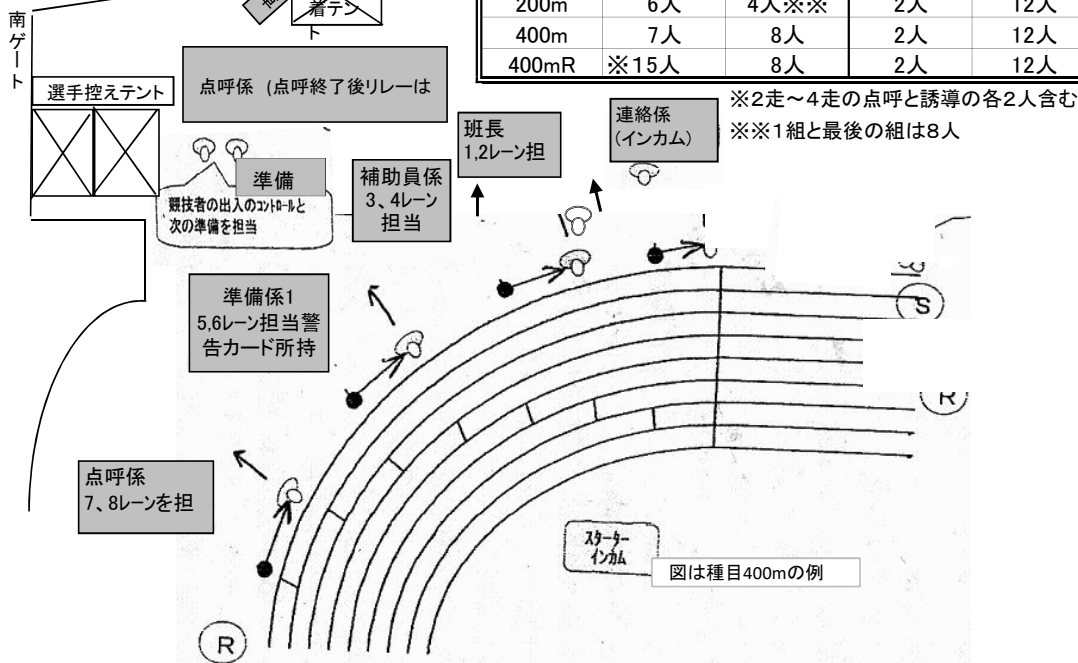 南ゲート
着テン
ト
200m 6人 4人※※ 2人 12人
400m 7人 8人 2人 12人
400mR ※15人 8人 2人 12人
※2走～4走の点呼と誘導の各2人含む
※※1組と最後の組は8人
選手控えテント
点呼係 (点呼終了後リレーは
班長
1,2レーン担
連絡係
(インカム)
準備
競技者の出入のコントロールと
次の準備を担当
補助員係
3、4レーン
担当
準備係1
5,6レーン担当警
告カード所持
S
R
点呼係
7、8レーンを担
スターター
インカム
図は種目400mの例
R